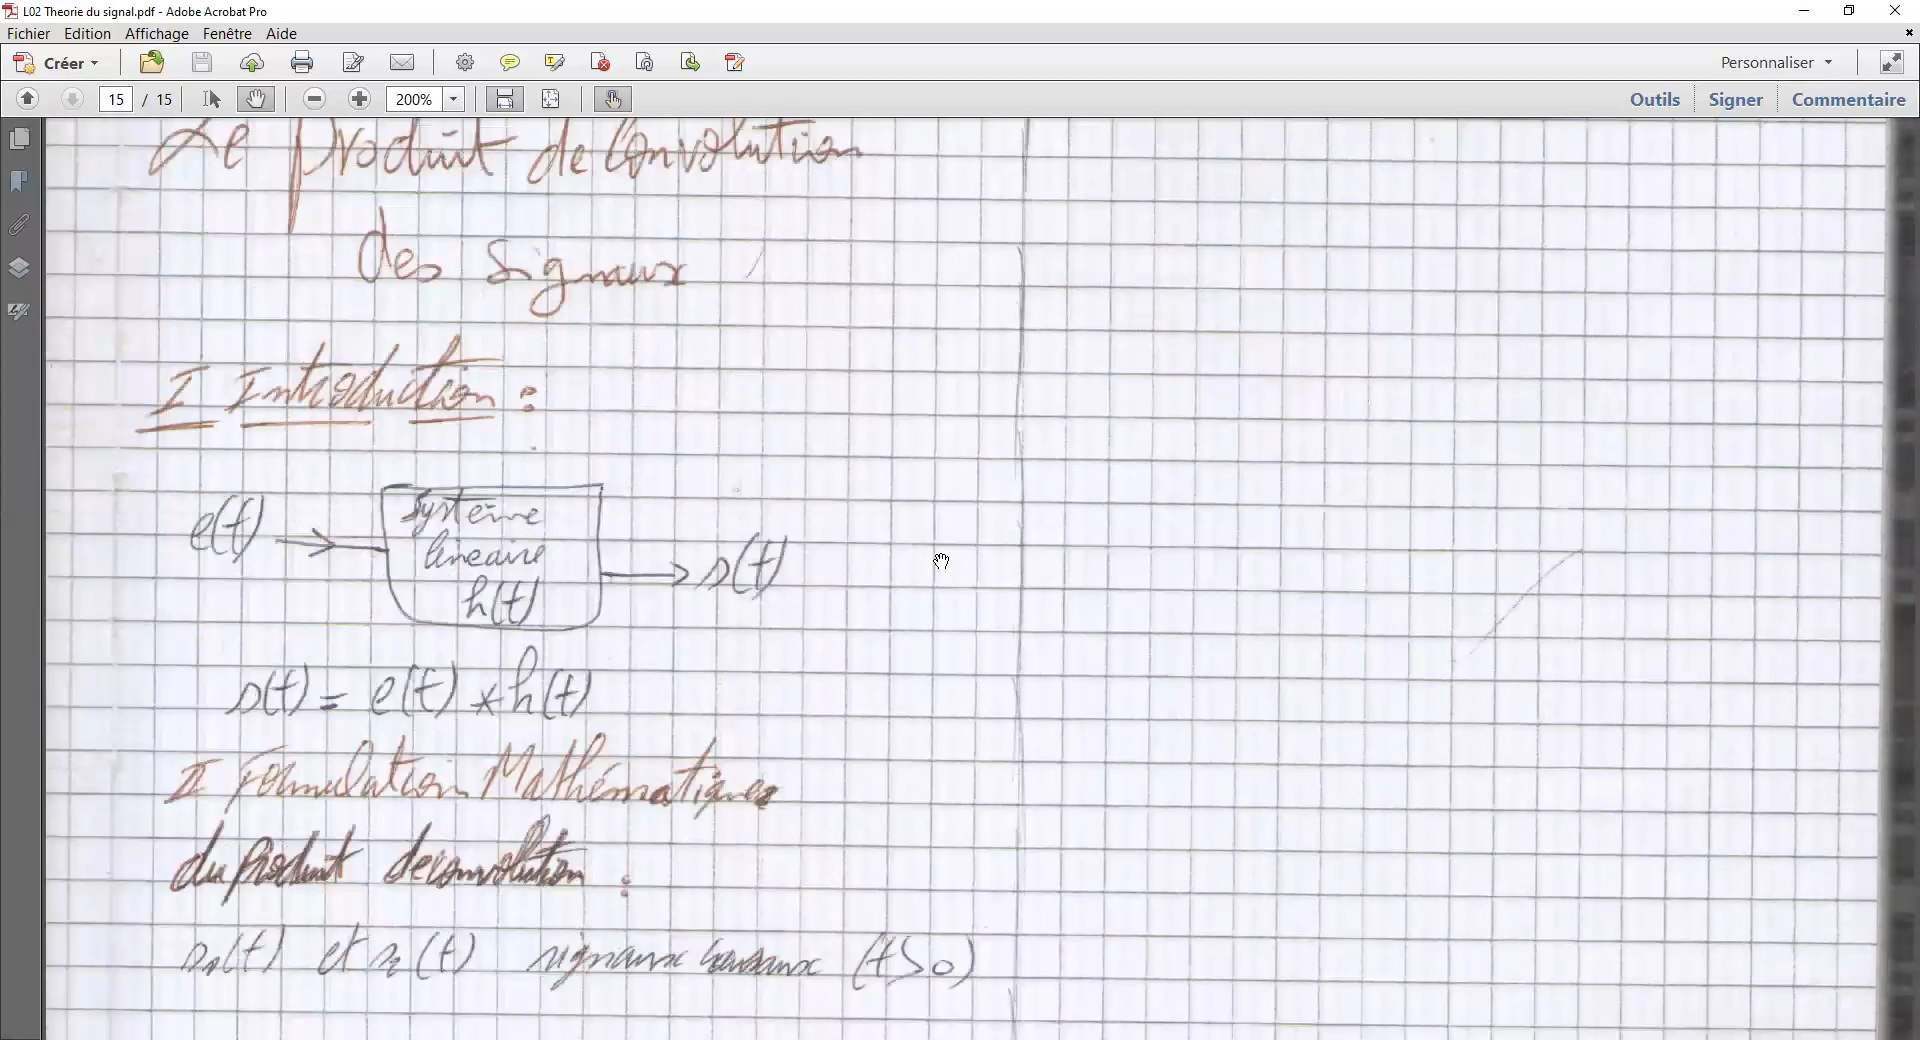 L02 Theorie du signal.pdf - Adobe Acrobat Pro
Fichier Edition Affichage Fenêtre Aide
Créer
Personnaliser
15 / 15
200%
Outils Signer Commentaire
Le produit de Convolution
des Signaux
I Introduction :
e(t)
Système
linéaire
h(t)
s(t)
s(t) = e(t) * h(t)
II Formulation Mathématique
du produit de convolution :
s1(t) et s2(t) signaux causaux (t>0)